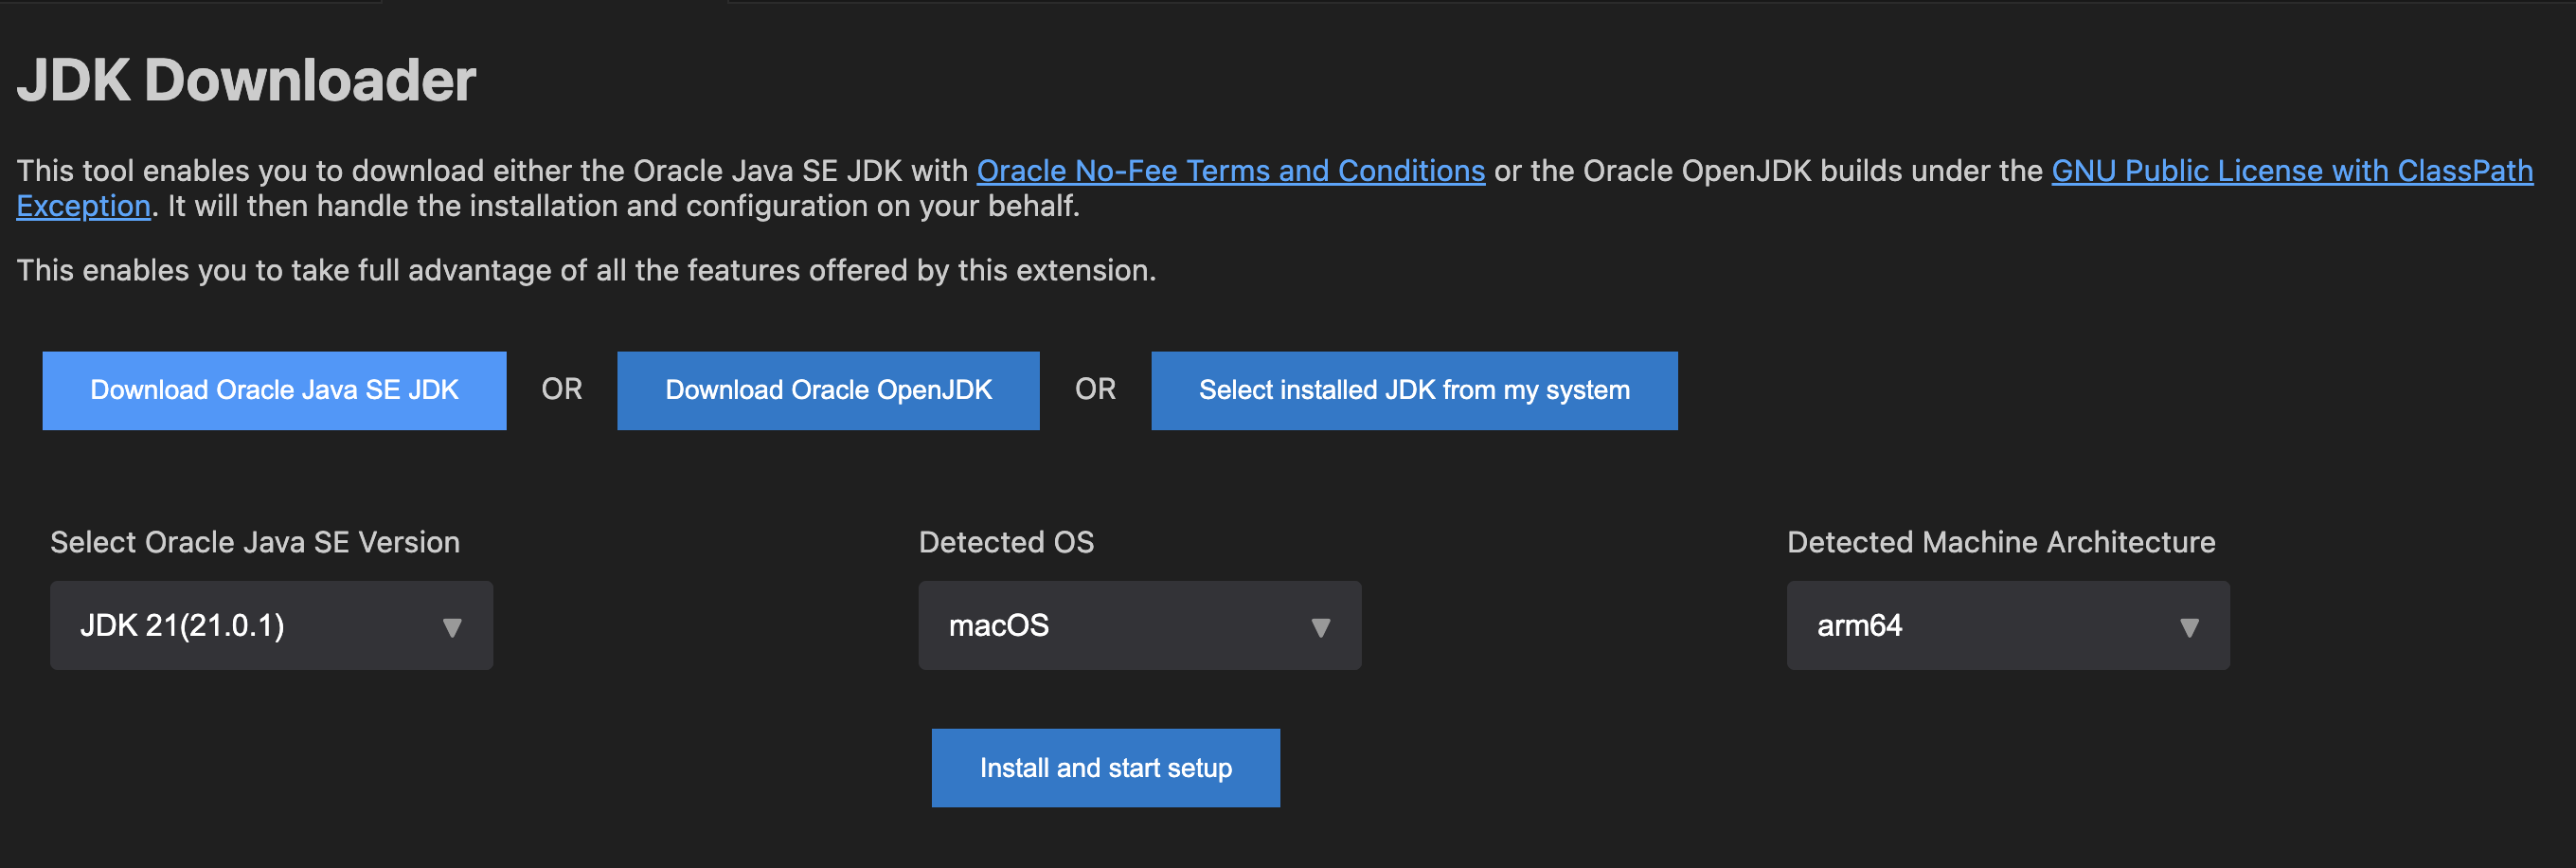 JDK Downloader
This tool enables you to download either the Oracle Java SE JDK with Oracle No-Fee Terms and Conditions or the Oracle OpenJDK builds under the GNU Public License with ClassPath
Exception. It will then handle the installation and configuration on your behalf.
This enables you to take full advantage of all the features offered by this extension.
Download Oracle Java SE JDK OR Download Oracle OpenJDK OR Select installed JDK from my system
Select Oracle Java SE Version Detected OS Detected Machine Architecture
JDK 21(21.0.1) macOS arm64
Install and start setup